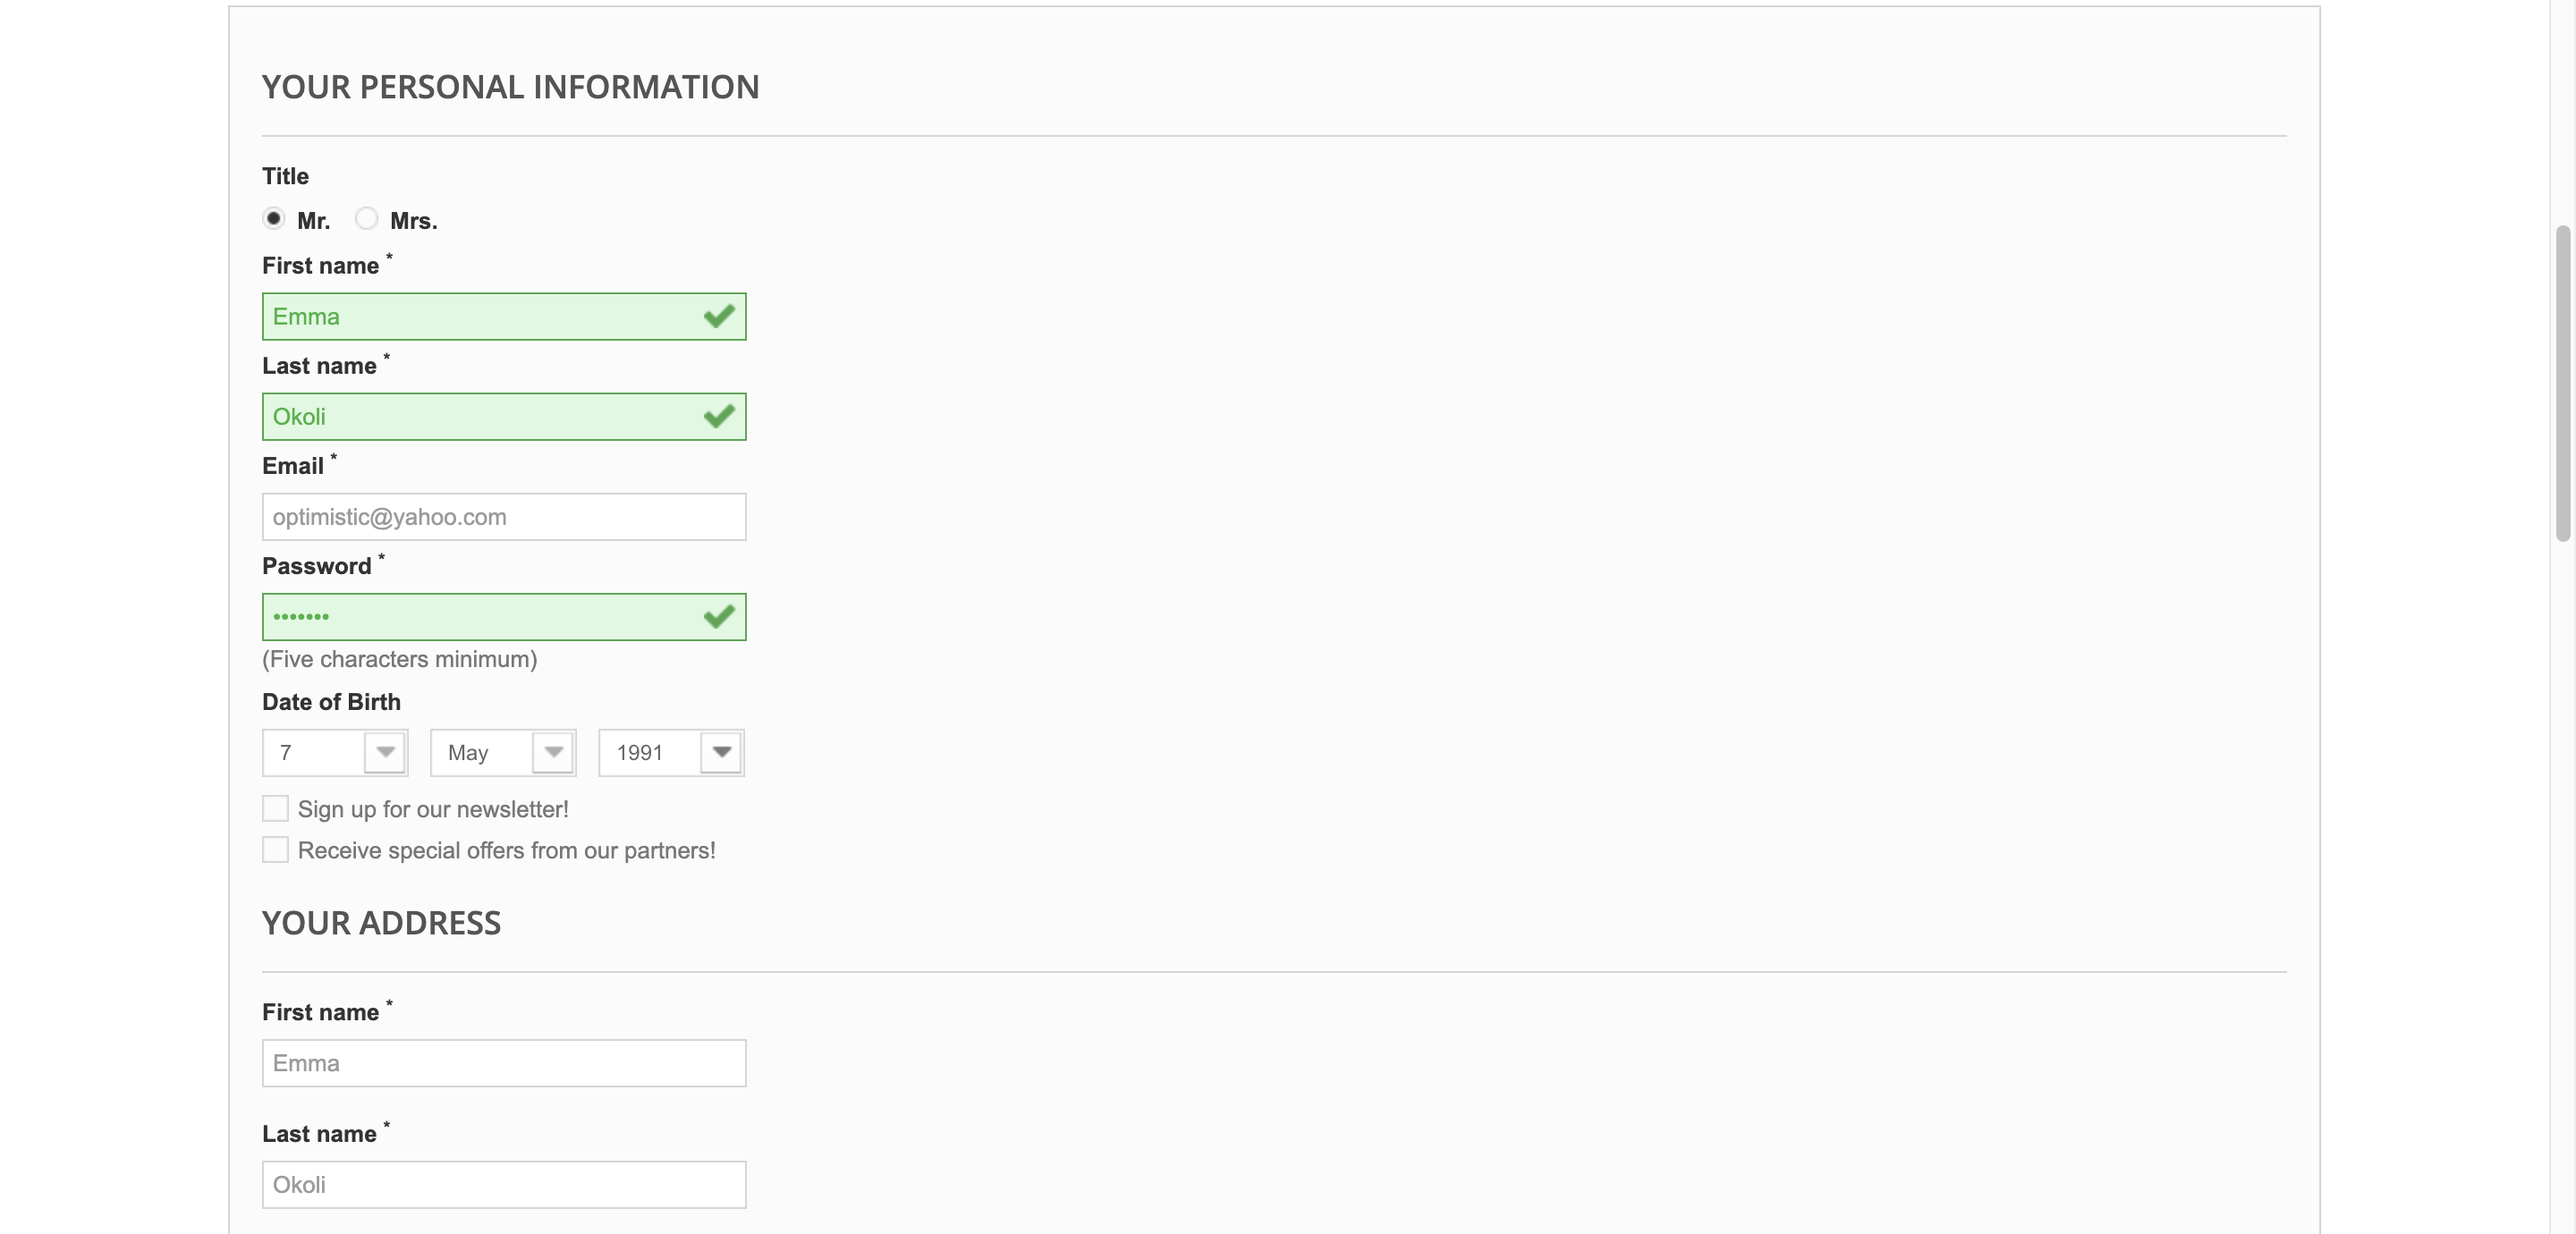 YOUR PERSONAL INFORMATION
Title
Mr. Mrs.
First name *
Emma
Last name *
Okoli
Email *
optimistic@yahoo.com
Password *
•••••••
(Five characters minimum)
Date of Birth
7 May 1991
Sign up for our newsletter!
Receive special offers from our partners!
YOUR ADDRESS
First name *
Emma
Last name *
Okoli